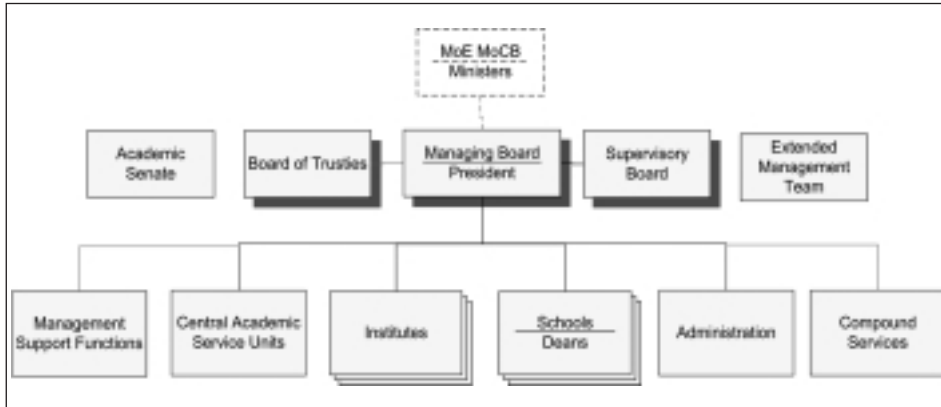 MoE MoCB
Ministers
Academic
Senate
Board of Trusties
Managing Board
President
Supervisory
Board
Extended
Management
Team
Management
Support Functions
Central Academic
Service Units
Institutes
Schools
Deans
Administration
Compound
Services